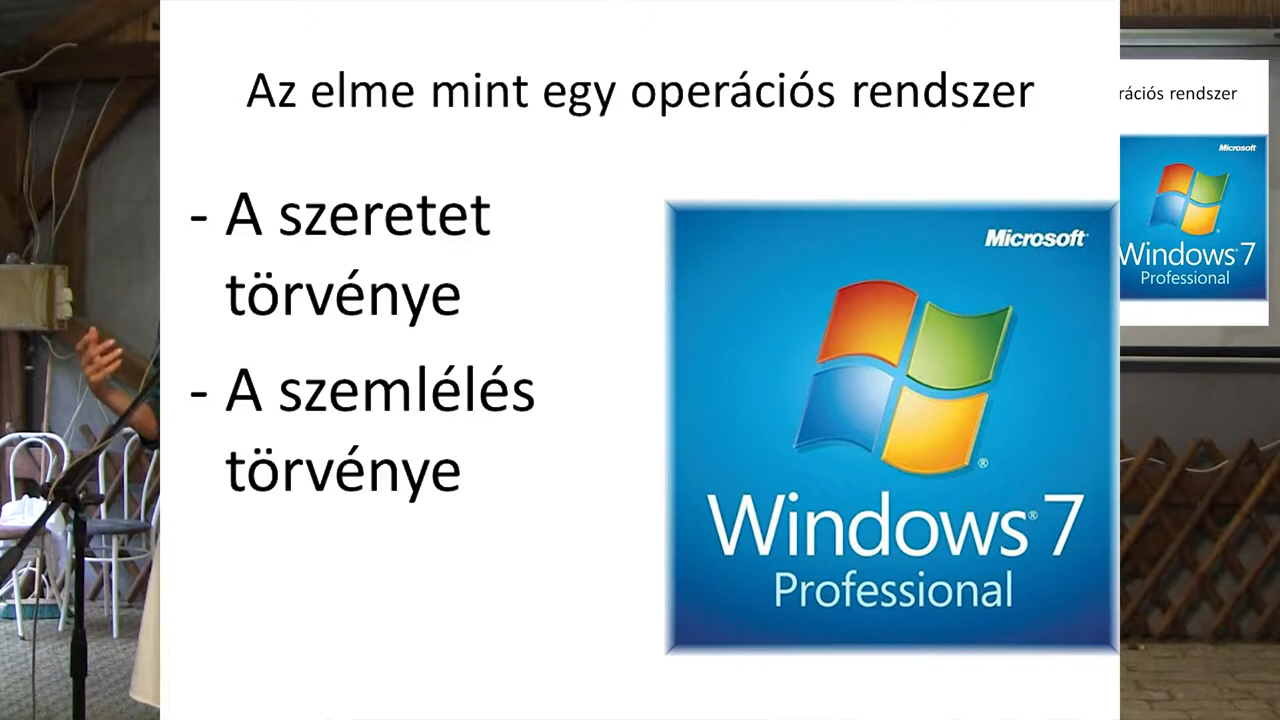 Az elme mint egy operációs rendszer
- A szeretet
törvénye
- A szemlélés
törvénye
Microsoft
Windows® 7
Professional
rációs rendszer
Microsoft
Windows® 7
Professional